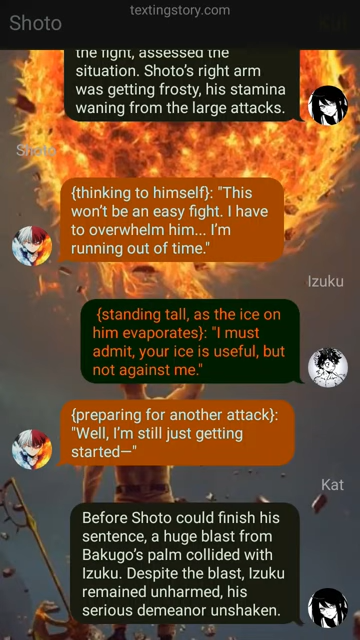 textingstory.com
Shoto
the fight, assessed the
situation. Shoto’s right arm
was getting frosty, his stamina
waning from the large attacks.
Shoto
{thinking to himself}: "This
won’t be an easy fight. I have
to overwhelm him... I’m
running out of time."
Izuku
{standing tall, as the ice on
him evaporates}: "I must
admit, your ice is useful, but
not against me."
{preparing for another attack}:
"Well, I’m still just getting
started—"
Kat
Before Shoto could finish his
sentence, a huge blast from
Bakugo’s palm collided with
Izuku. Despite the blast, Izuku
remained unharmed, his
serious demeanor unshaken.